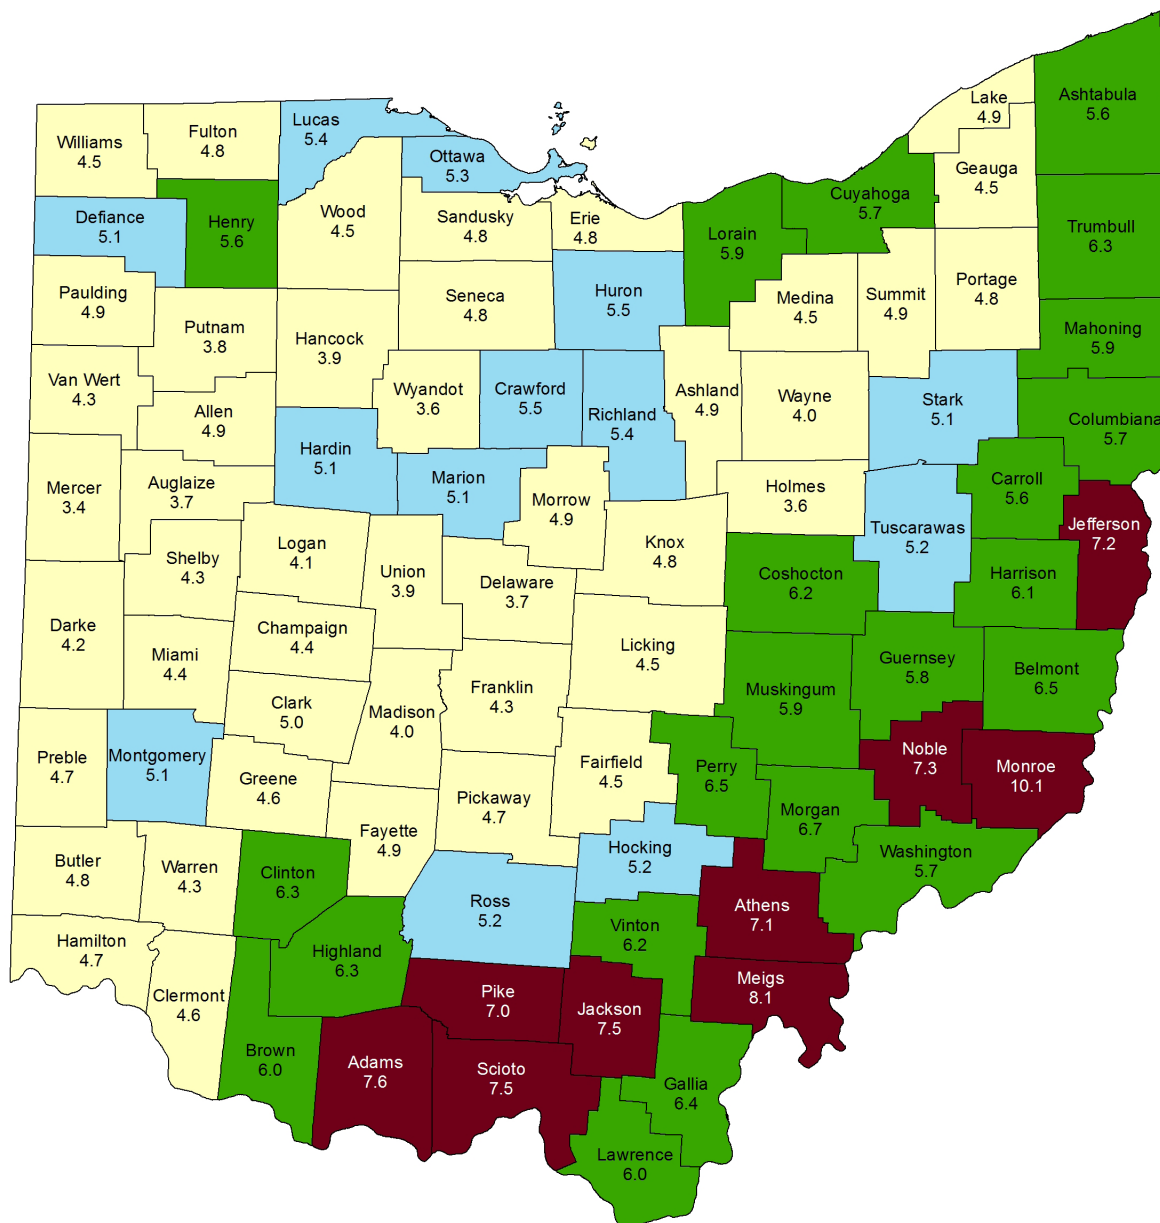 Lake
4.9
Ashtabula
5.6
Lucas
5.4
Fulton
4.8
Williams
4.5
Ottawa
5.3
Geauga
4.5
Cuyahoga
5.7
Wood
4.5
Sandusky
4.8
Erie
4.8
Defiance
5.1
Henry
5.6
Lorain
5.9
Trumbull
6.3
Paulding
4.9
Seneca
4.8
Huron
5.5
Medina
4.5
Summit
4.9
Portage
4.8
Putnam
3.8
Hancock
3.9
Mahoning
5.9
Van Wert
4.3
Allen
4.9
Wyandot
3.6
Crawford
5.5
Richland
5.4
Ashland
4.9
Wayne
4.0
Stark
5.1
Columbiana
5.7
Hardin
5.1
Marion
5.1
Mercer
3.4
Auglaize
3.7
Morrow
4.9
Holmes
3.6
Carroll
5.6
Tuscarawas
5.2
Jefferson
7.2
Shelby
4.3
Logan
4.1
Union
3.9
Delaware
3.7
Knox
4.8
Coshocton
6.2
Harrison
6.1
Darke
4.2
Champaign
4.4
Miami
4.4
Licking
4.5
Guernsey
5.8
Belmont
6.5
Clark
5.0
Madison
4.0
Franklin
4.3
Muskingum
5.9
Preble
4.7
Montgomery
5.1
Greene
4.6
Fairfield
4.5
Perry
6.5
Noble
7.3
Monroe
10.1
Pickaway
4.7
Morgan
6.7
Fayette
4.9
Washington
5.7
Butler
4.8
Warren
4.3
Clinton
6.3
Hocking
5.2
Ross
5.2
Athens
7.1
Vinton
6.2
Hamilton
4.7
Highland
6.3
Clermont
4.6
Pike
7.0
Jackson
7.5
Meigs
8.1
Brown
6.0
Adams
7.6
Scioto
7.5
Gallia
6.4
Lawrence
6.0